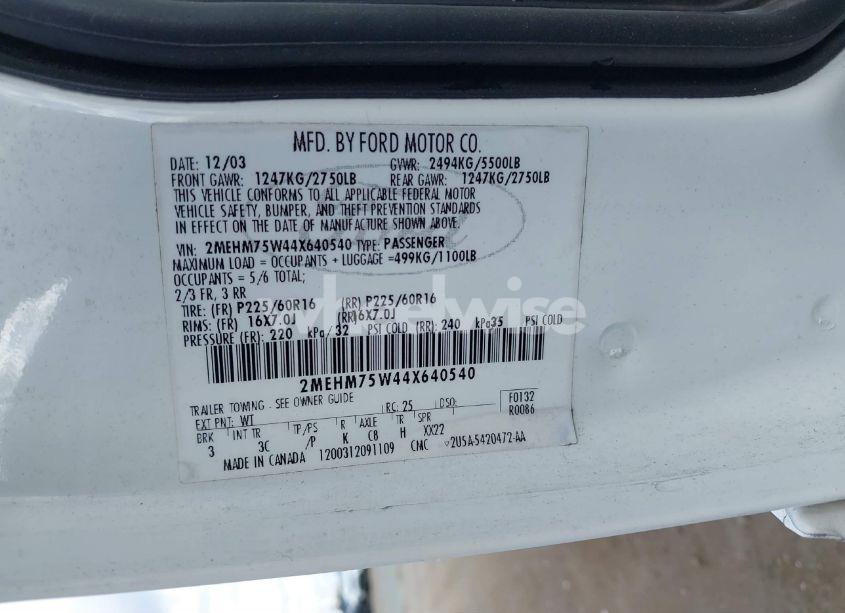 MFD. BY FORD MOTOR CO.
DATE: 12/03 GVWR: 2494KG/5500LB
FRONT GAWR: 1247KG/2750LB REAR GAWR: 1247KG/2750LB
THIS VEHICLE CONFORMS TO ALL APPLICABLE FEDERAL MOTOR
VEHICLE SAFETY, BUMPER, AND THEFT PREVENTION STANDARDS
IN EFFECT ON THE DATE OF MANUFACTURE SHOWN ABOVE.
VIN: 2MEHM75W44X640540 TYPE: PASSENGER
MAXIMUM LOAD = OCCUPANTS + LUGGAGE =499KG/1100LB
OCCUPANTS = 5/6 TOTAL;
2/3 FR, 3 RR
TIRE: (FR) P225/60R16 (RR) P225/60R16
RIMS: (FR) 16X7.0J (RR)16X7.0J
PRESSURE (FR): 220 kPa/ 32 PSI COLD (RR): 240 kPa35 PSI COLD
wheelwise
2MEHM75W44X640540
TRAILER TOWING - SEE OWNER GUIDE
EXT PNT: WT RC: 25 DSO: F0132
R0086
BRK INT TR TP/PS R AXLE TR SPR
3 3C /P K C8 H XX22
MADE IN CANADA 1200312091109 CMC 2U5A-5420472-AA